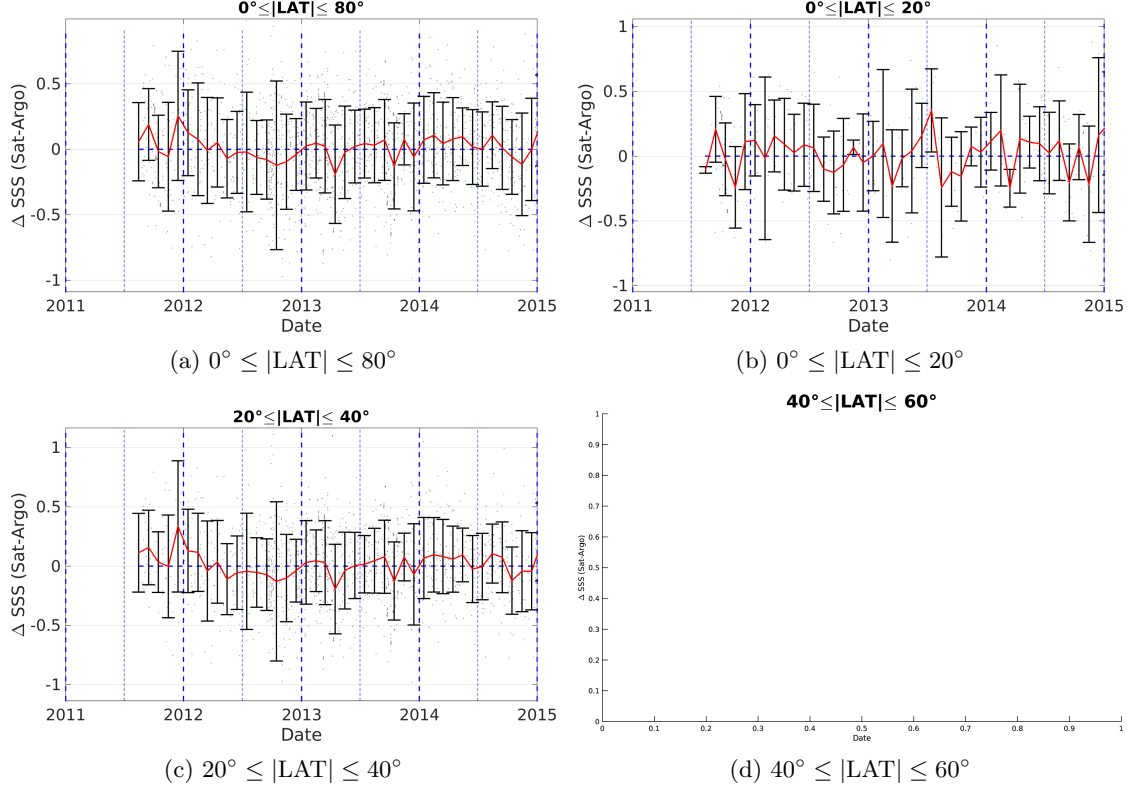 0°≤|LAT|≤ 80°
Δ SSS (Sat-Argo)
0.5
0
-0.5
-1
2011 2012 2013 2014 2015
Date
(a) 0° ≤ |LAT| ≤ 80°
0°≤|LAT|≤ 20°
Δ SSS (Sat-Argo)
1
0.5
0
-0.5
-1
2011 2012 2013 2014 2015
Date
(b) 0° ≤ |LAT| ≤ 20°
20°≤|LAT|≤ 40°
Δ SSS (Sat-Argo)
1
0.5
0
-0.5
-1
2011 2012 2013 2014 2015
Date
(c) 20° ≤ |LAT| ≤ 40°
40°≤|LAT|≤ 60°
Δ SSS (Sat-Argo)
1
0.9
0.8
0.7
0.6
0.5
0.4
0.3
0.2
0.1
0
0 0.1 0.2 0.3 0.4 0.5 0.6 0.7 0.8 0.9 1
Date
(d) 40° ≤ |LAT| ≤ 60°